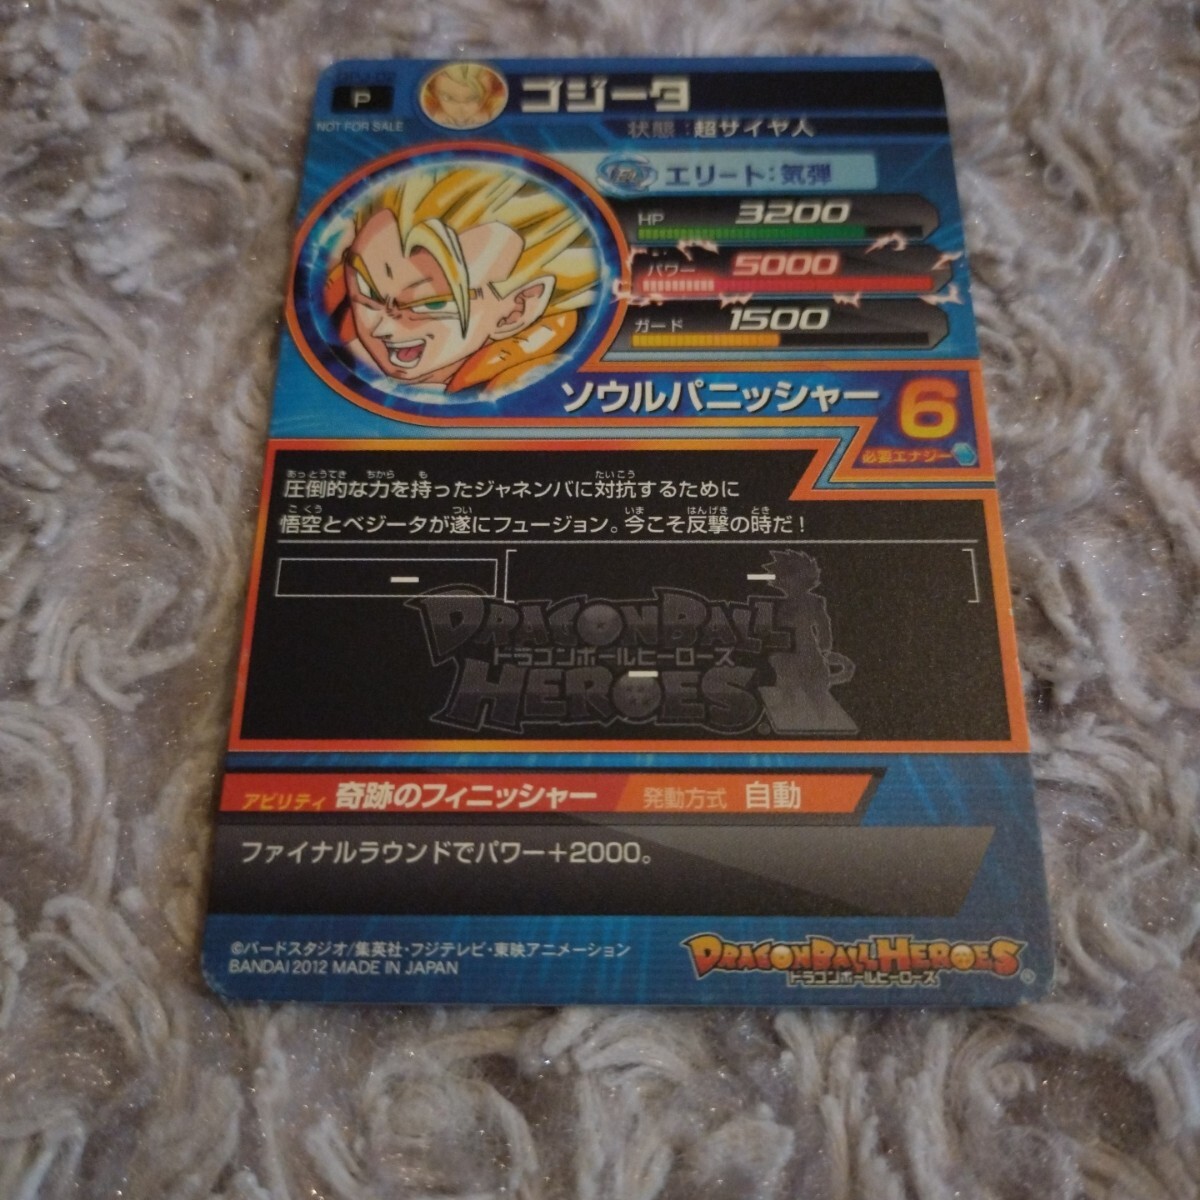 P
ゴジータ
NOT FOR SALE
状態:超サイヤ人
エリート:気弾
HP 3200
パワー 5000
ガード 1500
ソウルパニッシャー 6
必要エナジー
あっとうてき ちから も たいこう
圧倒的な力を持ったジャネンバに対抗するために
ごくう つい いま はんげき とき
悟空とベジータが遂にフュージョン。今こそ反撃の時だ!
DRAGON BALL
ドラゴンボールヒーローズ
HEROES
アビリティ 奇跡のフィニッシャー 発動方式 自動
ファイナルラウンドでパワー+2000。
©バードスタジオ/集英社・フジテレビ・東映アニメーション
BANDAI 2012 MADE IN JAPAN
DRAGON BALL HEROES
ドラゴンボールヒーローズ